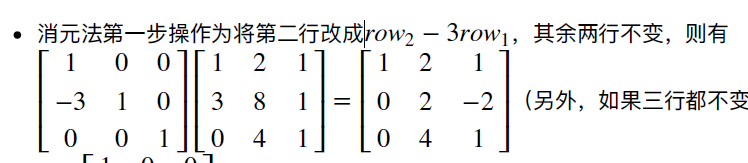 • 消元法第一步操作为将第二行改成row₂ − 3row₁，其余两行不变，则有
[ 1 0 0 ] [ 1 2 1 ] [ 1 2 1 ]
[ −3 1 0 ] [ 3 8 1 ] = [ 0 2 −2 ] （另外，如果三行都不变
[ 0 0 1 ] [ 0 4 1 ] [ 0 4 1 ]